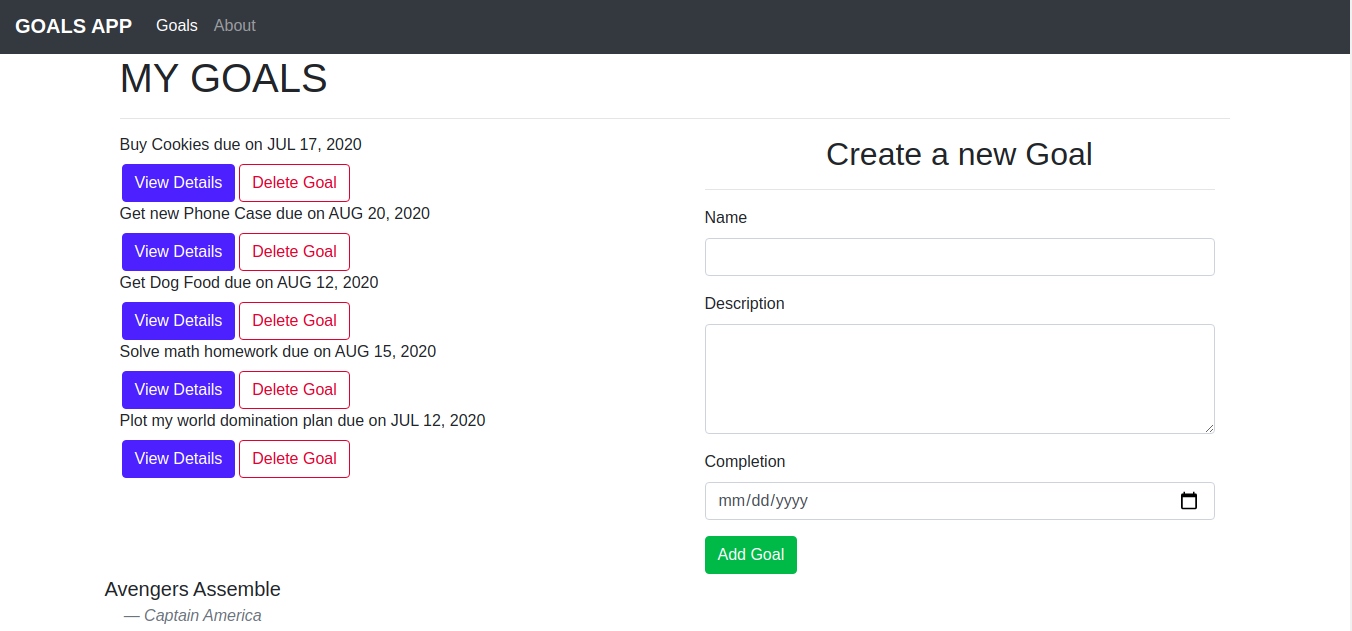 GOALS APP Goals About
MY GOALS
Buy Cookies due on JUL 17, 2020
View Details Delete Goal
Get new Phone Case due on AUG 20, 2020
View Details Delete Goal
Get Dog Food due on AUG 12, 2020
View Details Delete Goal
Solve math homework due on AUG 15, 2020
View Details Delete Goal
Plot my world domination plan due on JUL 12, 2020
View Details Delete Goal
Create a new Goal
Name
Description
Completion
mm/dd/yyyy
Add Goal
Avengers Assemble
— Captain America